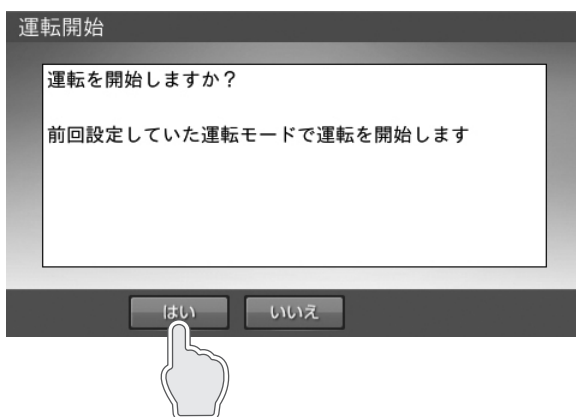 運転開始
運転を開始しますか？
前回設定していた運転モードで運転を開始します
はい
いいえ